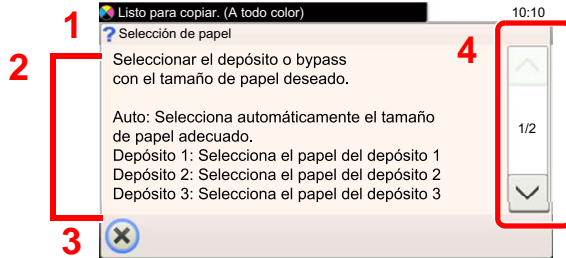 Listo para copiar. (A todo color)
10:10
1
? Selección de papel
2
4
Seleccionar el depósito o bypass
con el tamaño de papel deseado.
Auto: Selecciona automáticamente el tamaño
de papel adecuado.
1/2
Depósito 1: Selecciona el papel del depósito 1
Depósito 2: Selecciona el papel del depósito 2
Depósito 3: Selecciona el papel del depósito 3
3